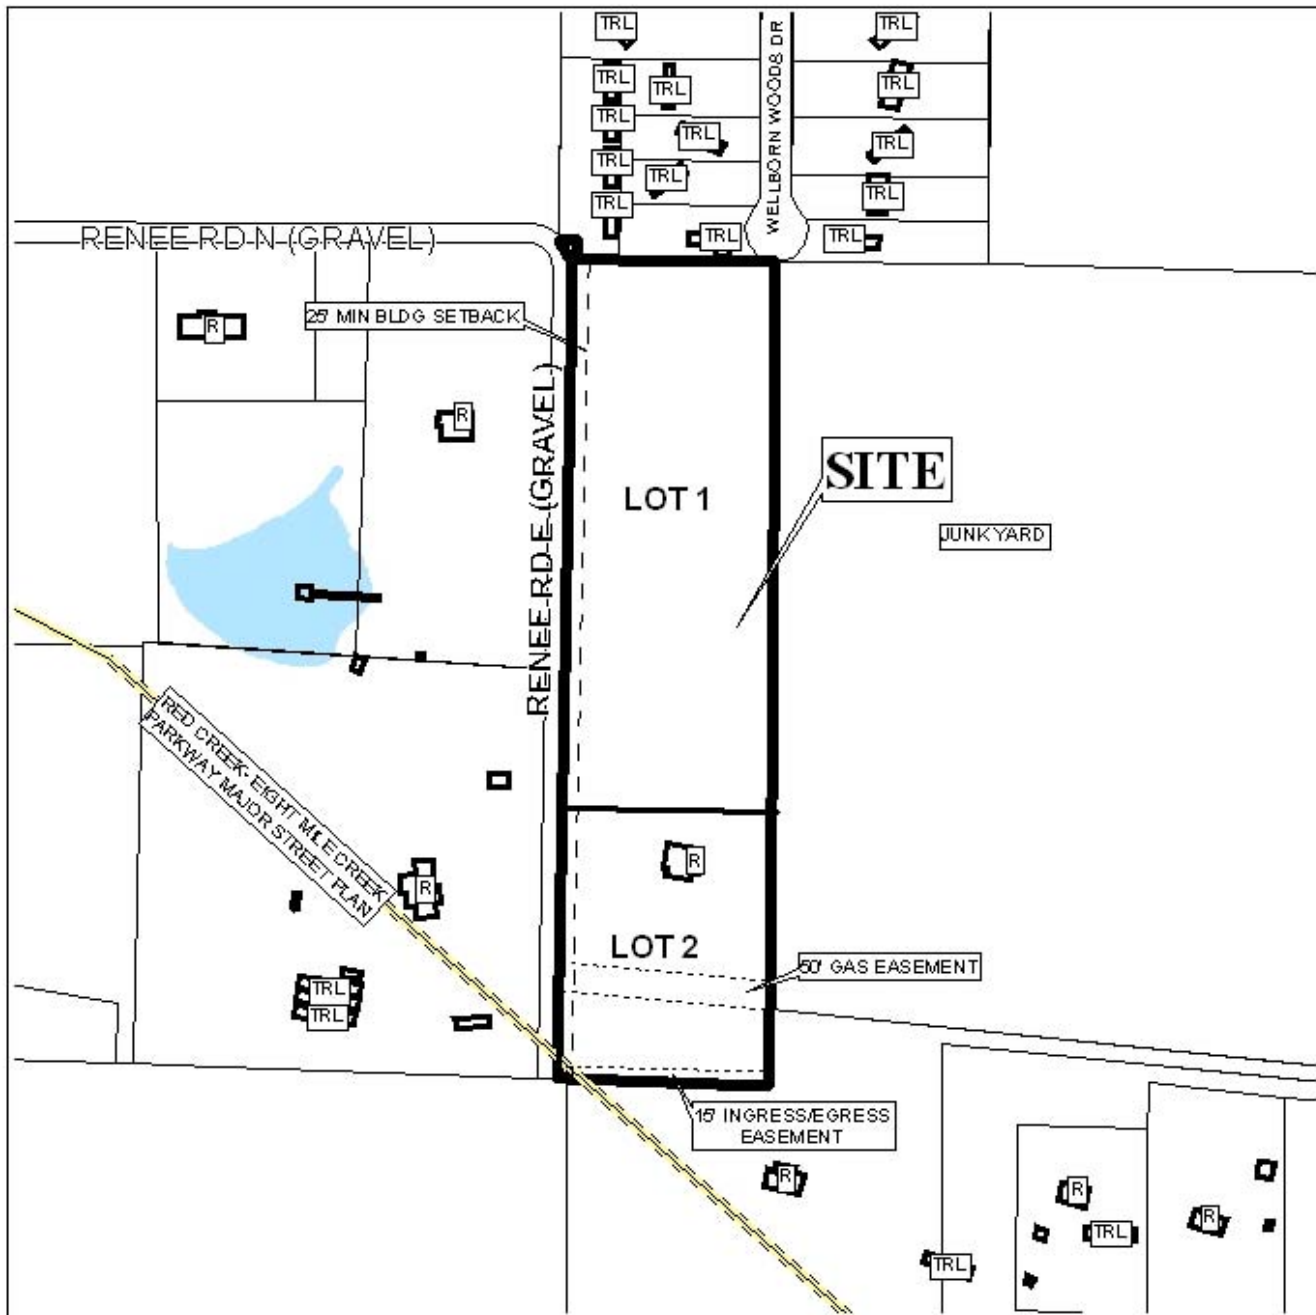 TRL
TRL
TRL
TRL
TRL
TRL
TRL
TRL
TRL
TRL
TRL
TRL
TRL
TRL
WELLBORN WOODS DR
RENEE RD N (GRAVEL)
25' MIN BLDG SETBACK
R
R
RENEE RD E (GRAVEL)
SITE
LOT 1
JUNKYARD
RED CREEK- EIGHT MILE CREEK
PARKWAY MAJOR STREET PLAN
R
R
LOT 2
50' GAS EASEMENT
TRL
TRL
15' INGRESS/EGRESS
EASEMENT
R
R
R
TRL
TRL